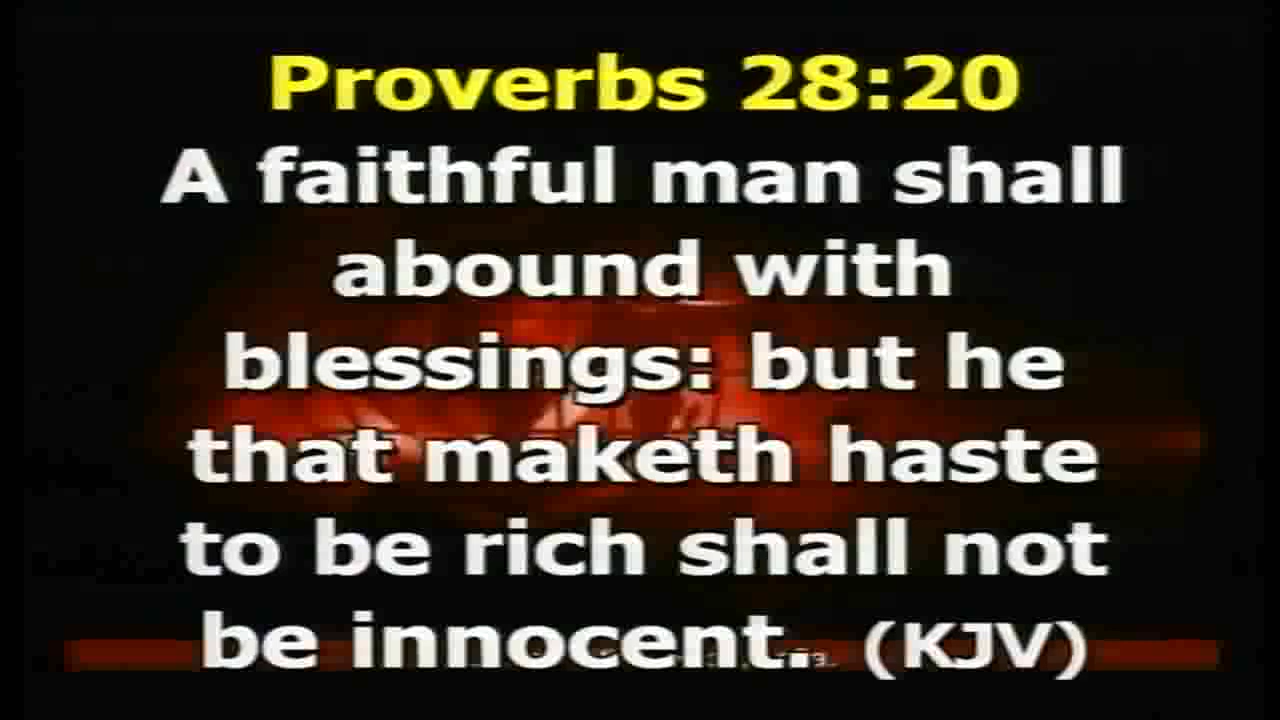 Proverbs 28:20
A faithful man shall
abound with
blessings: but he
that maketh haste
to be rich shall not
be innocent. (KJV)